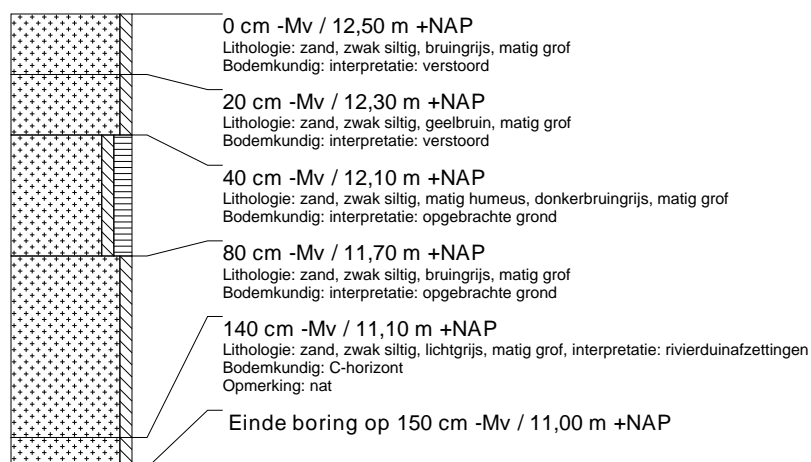 0 cm -Mv / 12,50 m +NAP
Lithologie: zand, zwak siltig, bruingrijs, matig grof
Bodemkundig: interpretatie: verstoord
20 cm -Mv / 12,30 m +NAP
Lithologie: zand, zwak siltig, geelbruin, matig grof
Bodemkundig: interpretatie: verstoord
40 cm -Mv / 12,10 m +NAP
Lithologie: zand, zwak siltig, matig humeus, donkerbruingrijs, matig grof
Bodemkundig: interpretatie: opgebrachte grond
80 cm -Mv / 11,70 m +NAP
Lithologie: zand, zwak siltig, bruingrijs, matig grof
Bodemkundig: interpretatie: opgebrachte grond
140 cm -Mv / 11,10 m +NAP
Lithologie: zand, zwak siltig, lichtgrijs, matig grof, interpretatie: rivierduinafzettingen
Bodemkundig: C-horizont
Opmerking: nat
Einde boring op 150 cm -Mv / 11,00 m +NAP